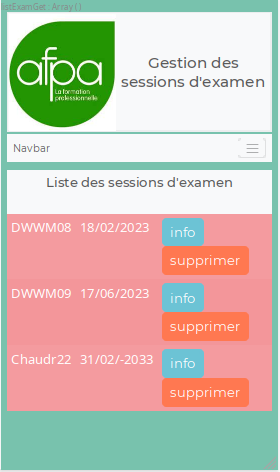 listExamGet : Array ( )
afpa
La formation
professionnelle
Gestion des
sessions d'examen
Navbar
Liste des sessions d'examen
DWWM08 18/02/2023 info
supprimer
DWWM09 17/06/2023 info
supprimer
Chaudr22 31/02/-2033 info
supprimer